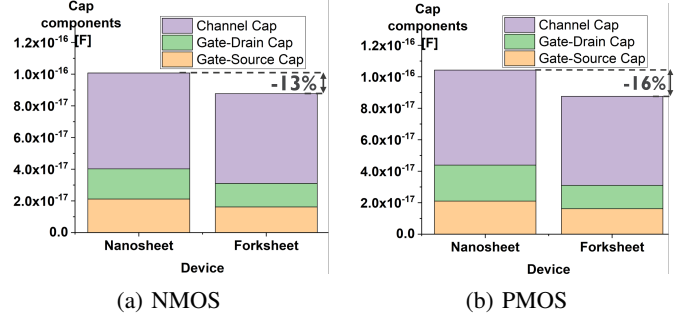 Cap
components
[F]
Channel Cap
Gate-Drain Cap
Gate-Source Cap
1.2x10-16
1.0x10-16
8.0x10-17
6.0x10-17
4.0x10-17
2.0x10-17
0.0
-13%
Nanosheet
Forksheet
Device
(a) NMOS
Cap
components
[F]
Channel Cap
Gate-Drain Cap
Gate-Source Cap
1.2x10-16
1.0x10-16
8.0x10-17
6.0x10-17
4.0x10-17
2.0x10-17
0.0
-16%
Nanosheet
Forksheet
Device
(b) PMOS